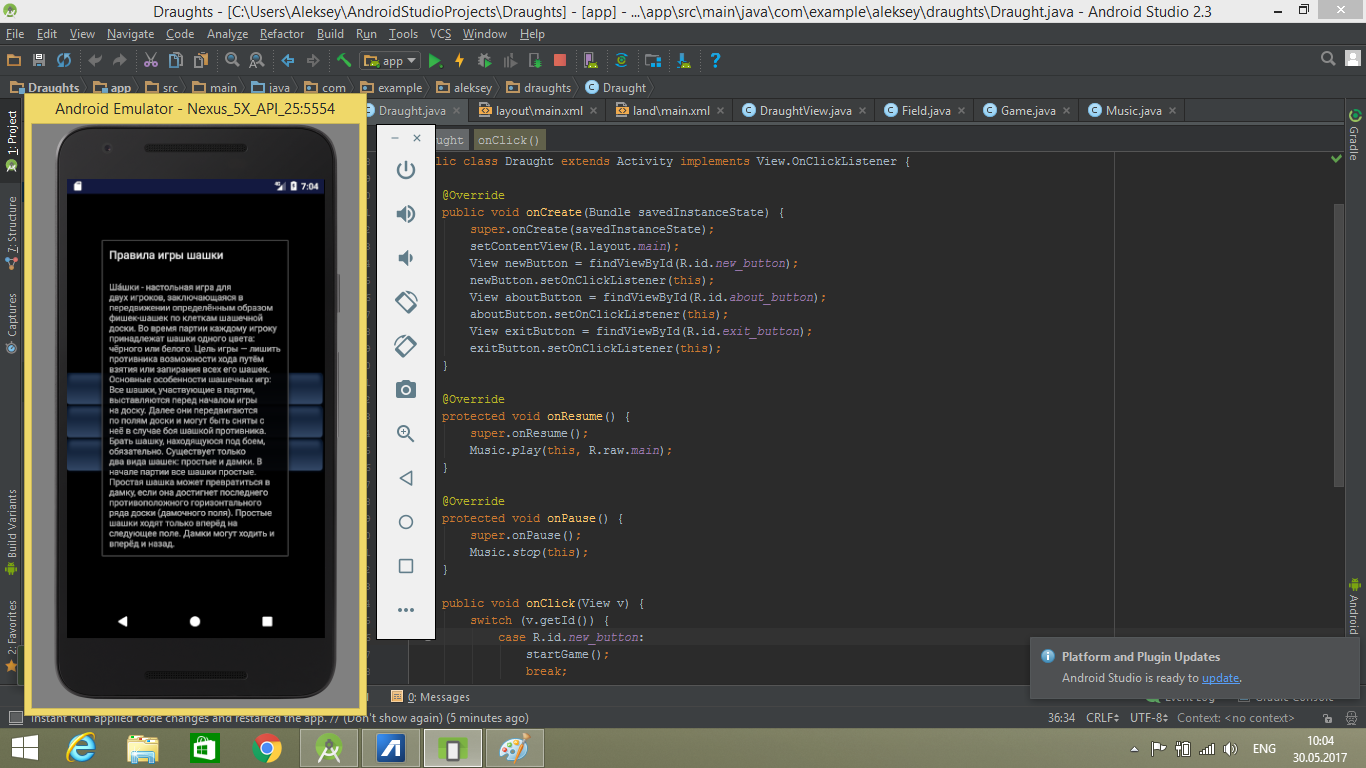 Draughts - [C:\Users\Aleksey\AndroidStudioProjects\Draughts] - [app] - ...\app\src\main\java\com\example\aleksey\draughts\Draught.java - Android Studio 2.3
File Edit View Navigate Code Analyze Refactor Build Run Tools VCS Window Help
app
Draughts app src main java com example aleksey draughts Draught
Android Emulator - Nexus_5X_API_25:5554
Draught.java layout\main.xml land\main.xml DraughtView.java Field.java Game.java Music.java
onClick()
1: Project
7: Structure
Captures
Build Variants
2: Favorites
7:04
Правила игры шашки
Ша́шки - настольная игра для
двух игроков, заключающаяся в
передвижении определённым образом
фишек-шашек по клеткам шашечной
доски. Во время партии каждому игроку
принадлежат шашки одного цвета:
чёрного или белого. Цель игры — лишить
противника возможности хода путём
взятия или запирания всех его шашек.
Основные особенности шашечных игр:
Все шашки, участвующие в партии,
выставляются перед началом игры
на доску. Далее они передвигаются
по полям доски и могут быть сняты с
неё в случае боя шашкой противника.
Брать шашку, находящуюся под боем,
обязательно. Существует только
два вида шашек: простые и дамки. В
начале партии все шашки простые.
Простая шашка может превратиться в
дамку, если она достигнет последнего
противоположного горизонтального
ряда доски (дамочного поля). Простые
шашки ходят только вперёд на
следующее поле. Дамки могут ходить и
вперёд и назад.
lic class Draught extends Activity implements View.OnClickListener {
@Override
public void onCreate(Bundle savedInstanceState) {
super.onCreate(savedInstanceState);
setContentView(R.layout.main);
View newButton = findViewById(R.id.new_button);
newButton.setOnClickListener(this);
View aboutButton = findViewById(R.id.about_button);
aboutButton.setOnClickListener(this);
View exitButton = findViewById(R.id.exit_button);
exitButton.setOnClickListener(this);
}
@Override
protected void onResume() {
super.onResume();
Music.play(this, R.raw.main);
}
@Override
protected void onPause() {
super.onPause();
Music.stop(this);
}
public void onClick(View v) {
switch (v.getId()) {
case R.id.new_button:
startGame();
break;
Gradle
Android
Platform and Plugin Updates
Android Studio is ready to update.
0: Messages
Event Log Gradle Console
Instant Run applied code changes and restarted the app. // (Don't show again) (5 minutes ago)
36:34 CRLF UTF-8 Context: <no context>
ENG
10:04
30.05.2017